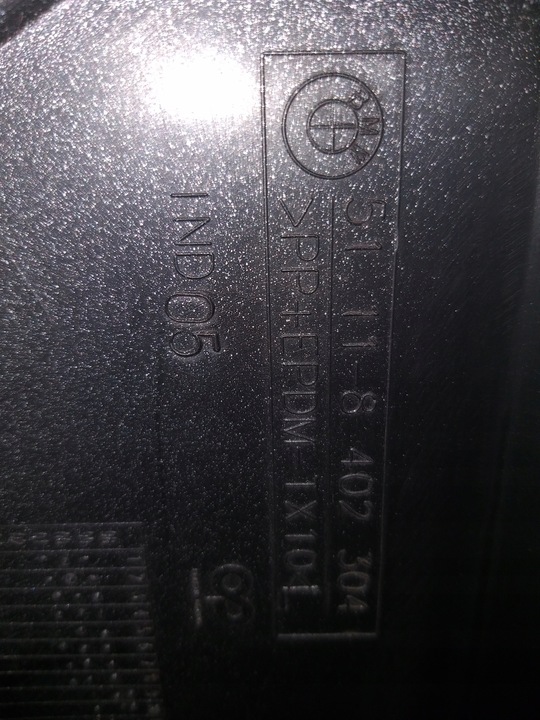 BMW
51 11-8 402 304
>PP+EPDM-TX10<
IND05